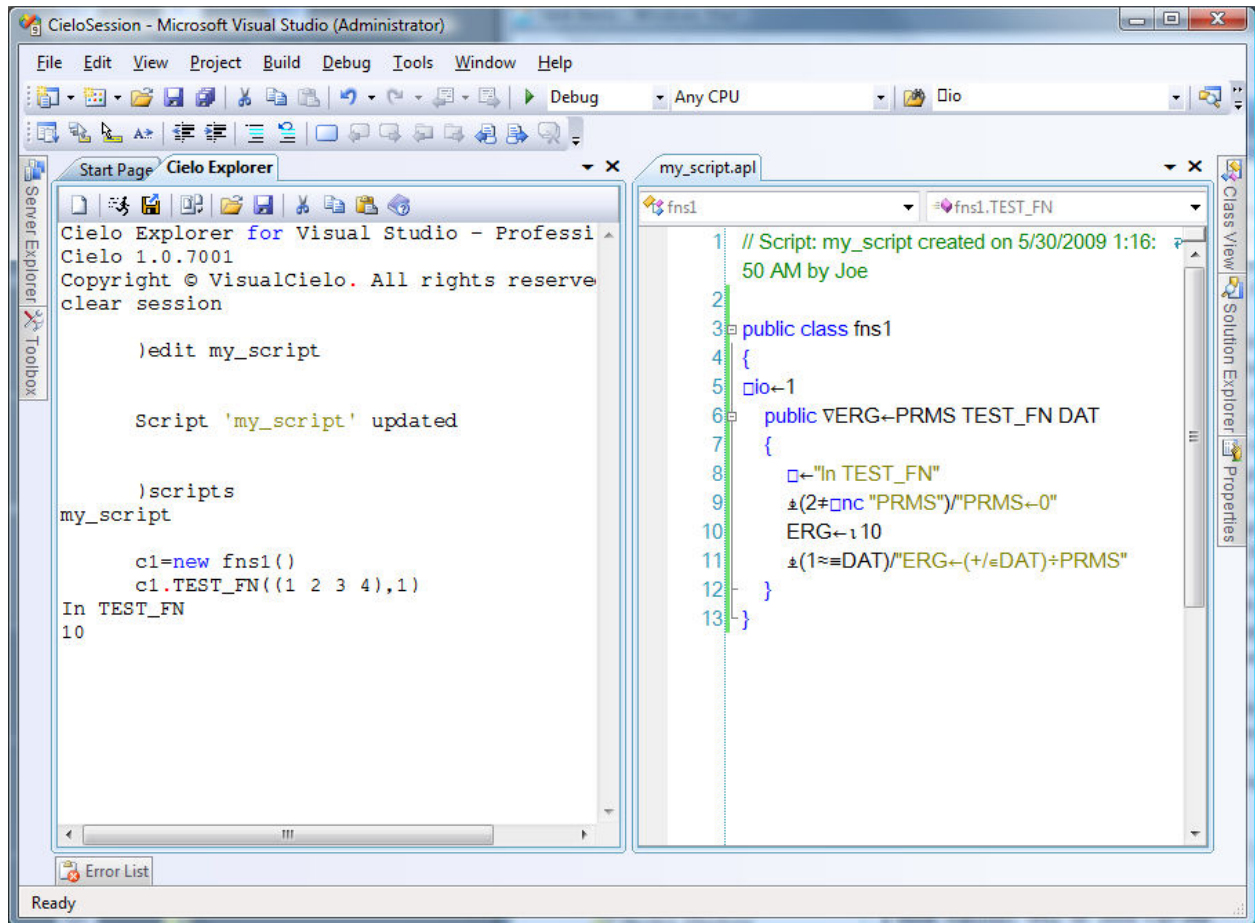 CieloSession - Microsoft Visual Studio (Administrator)
File Edit View Project Build Debug Tools Window Help
Debug Any CPU ⎕io
Server Explorer
Toolbox
Start Page Cielo Explorer
Cielo Explorer for Visual Studio - Professi
Cielo 1.0.7001
Copyright © VisualCielo. All rights reserve
clear session
)edit my_script
Script 'my_script' updated
)scripts
my_script
c1=new fns1()
c1.TEST_FN((1 2 3 4),1)
In TEST_FN
10
my_script.apl
fns1 fns1.TEST_FN
1 // Script: my_script created on 5/30/2009 1:16:
50 AM by Joe
2
3 public class fns1
4 {
5 ⎕io←1
6 public ∇ERG←PRMS TEST_FN DAT
7 {
8 ⎕←"In TEST_FN"
9 ⍎(2≠⎕nc "PRMS")/"PRMS←0"
10 ERG←⍳10
11 ⍎(1≈≡DAT)/"ERG←(+/∊DAT)÷PRMS"
12 }
13 }
Class View
Solution Explorer
Properties
Error List
Ready